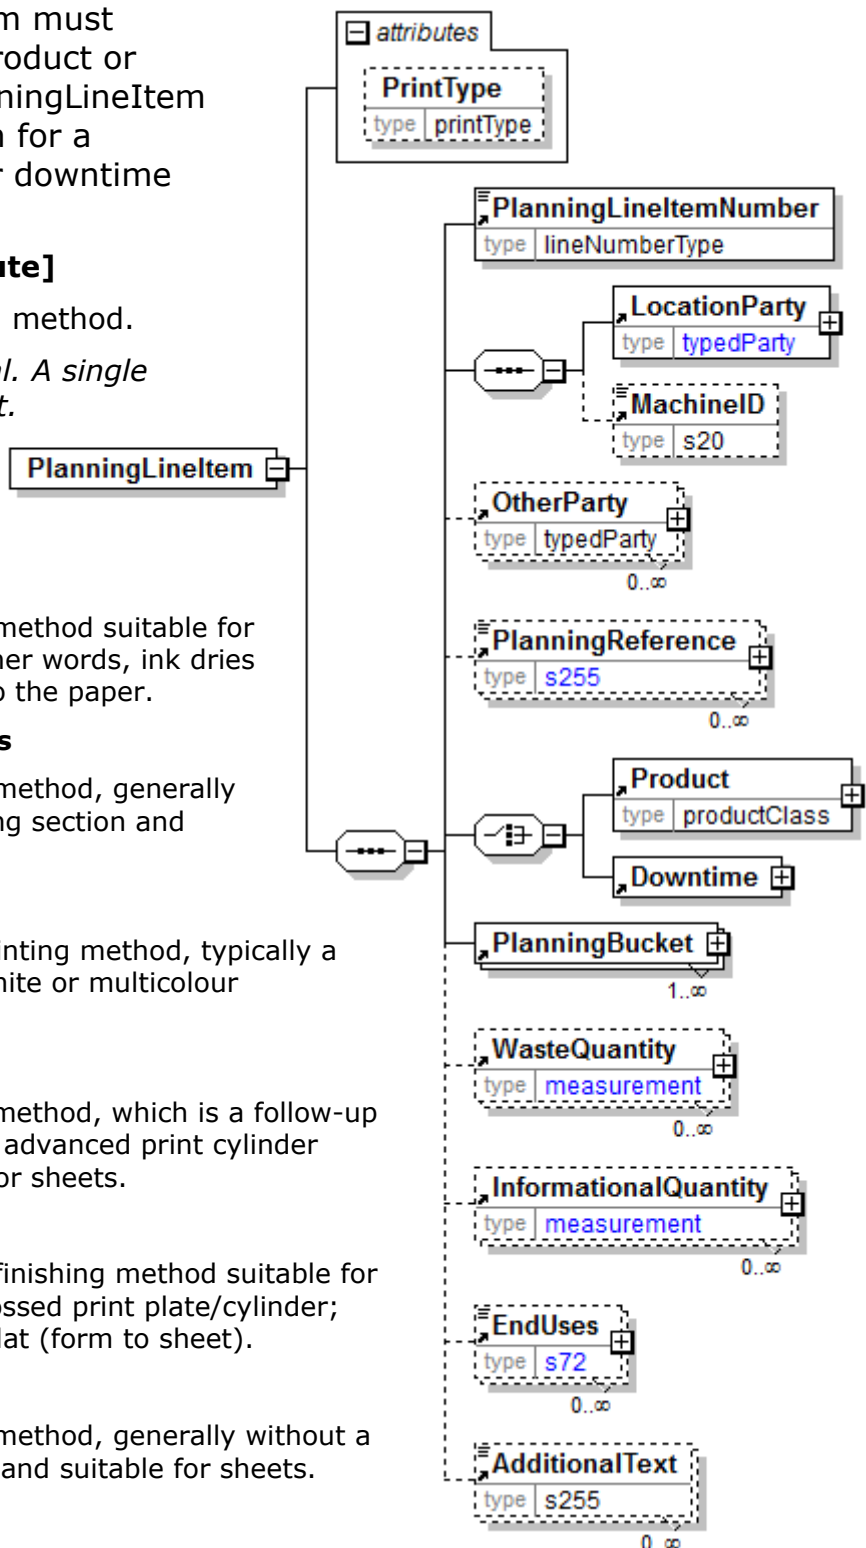 m must
roduct or
ningLineItem
n for a
r downtime
ute]
method.
l. A single
t.
method suitable for
her words, ink dries
o the paper.
s
method, generally
ng section and
inting method, typically a
hite or multicolour
method, which is a follow-up
advanced print cylinder
or sheets.
finishing method suitable for
ossed print plate/cylinder;
lat (form to sheet).
method, generally without a
and suitable for sheets.
PlanningLineItem
attributes
PrintType
type printType
PlanningLineItemNumber
type lineNumberType
LocationParty
type typedParty
MachineID
type s20
OtherParty
type typedParty
0..∞
PlanningReference
type s255
0..∞
Product
type productClass
Downtime
PlanningBucket
1..∞
WasteQuantity
type measurement
0..∞
InformationalQuantity
type measurement
0..∞
EndUses
type s72
0..∞
AdditionalText
type s255
0..∞